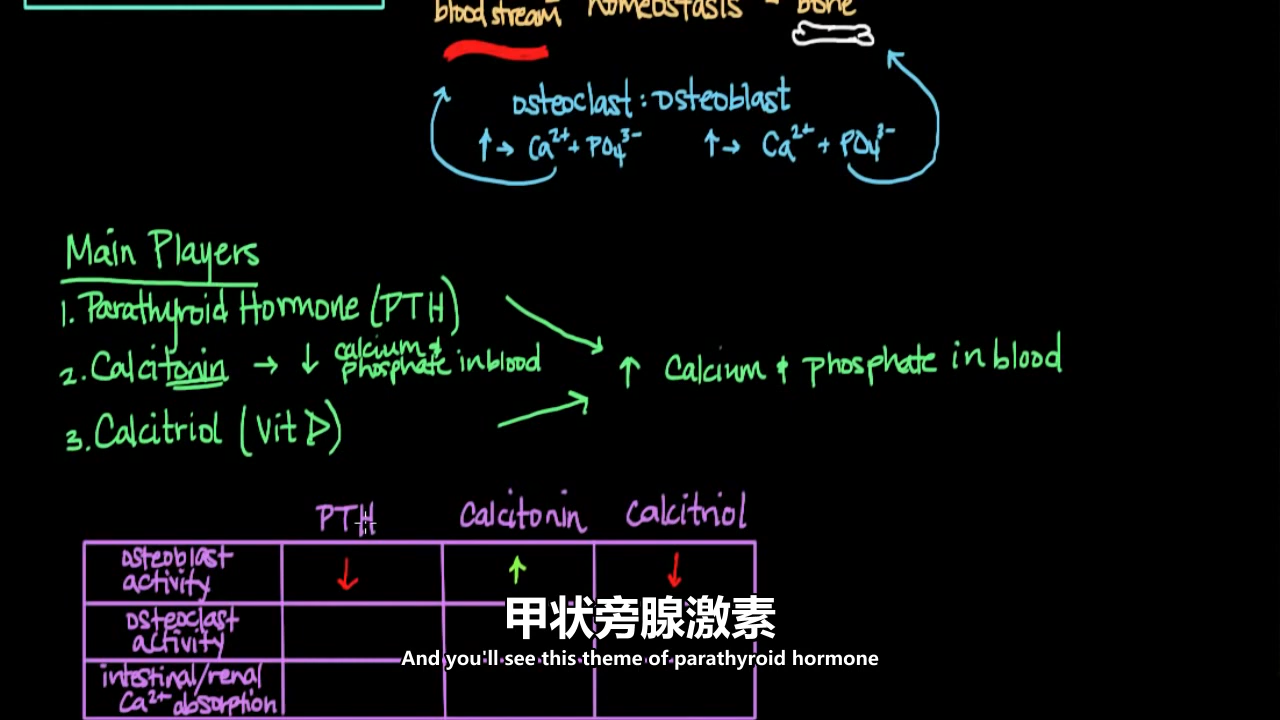 blood stream homeostasis - bone
osteoclast : osteoblast
↑ → Ca²⁺ + PO₄³⁻ ↑ → Ca²⁺ + PO₄³⁻
Main Players
1. Parathyroid Hormone (PTH)
2. Calcitonin → ↓ calcium & phosphate in blood
↑ Calcium & phosphate in blood
3. Calcitriol (Vit D)
PTH Calcitonin Calcitriol
osteoblast activity ↓ ↑ ↓
osteoclast activity
intestinal/renal Ca²⁺ absorption
甲状旁腺激素
And you'll see this theme of parathyroid hormone